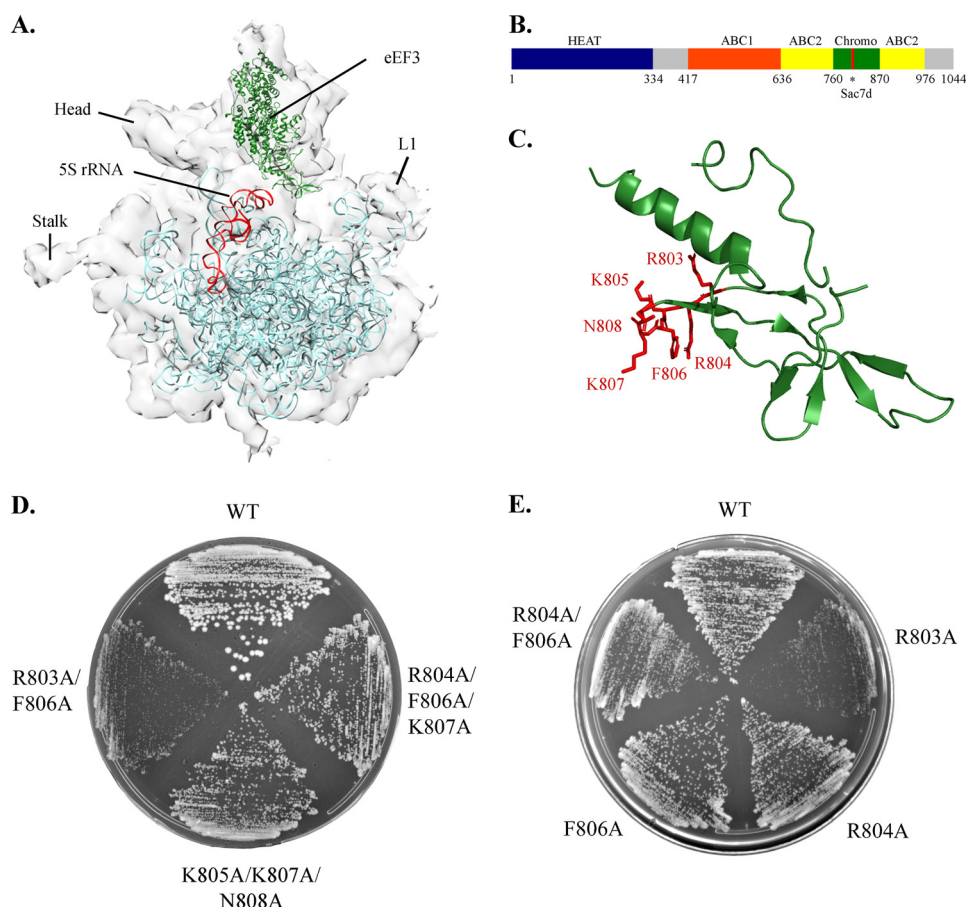 A.
eEF3
Head
5S rRNA
L1
Stalk
B.
HEAT
ABC1
ABC2
Chromo
ABC2
1
334
417
636
760
*
870
976
1044
Sac7d
C.
R803
K805
N808
K807
F806
R804
D.
WT
R803A/
F806A
R804A/
F806A/
K807A
K805A/K807A/
N808A
E.
WT
R804A/
F806A
R803A
F806A
R804A